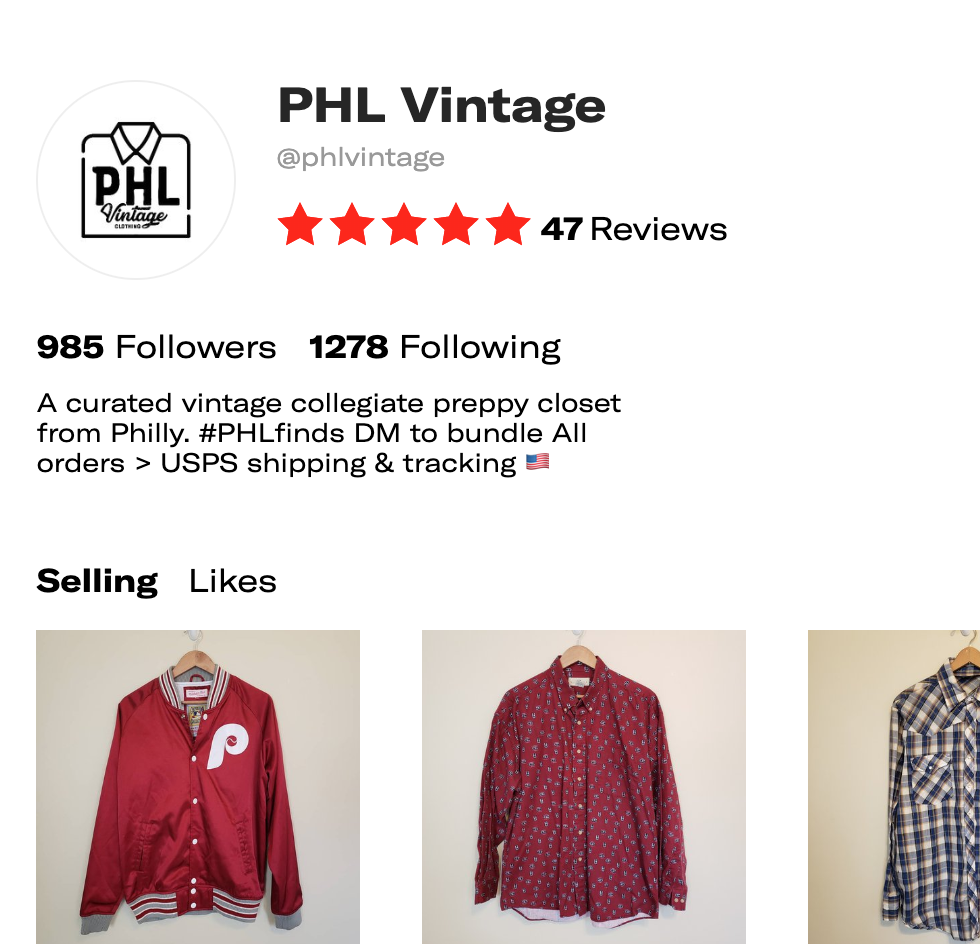 PHL
Vintage
CLOTHING
PHL Vintage
@phlvintage
47 Reviews
985 Followers 1278 Following
A curated vintage collegiate preppy closet
from Philly. #PHLfinds DM to bundle All
orders > USPS shipping & tracking 🇺🇸
Selling Likes
P